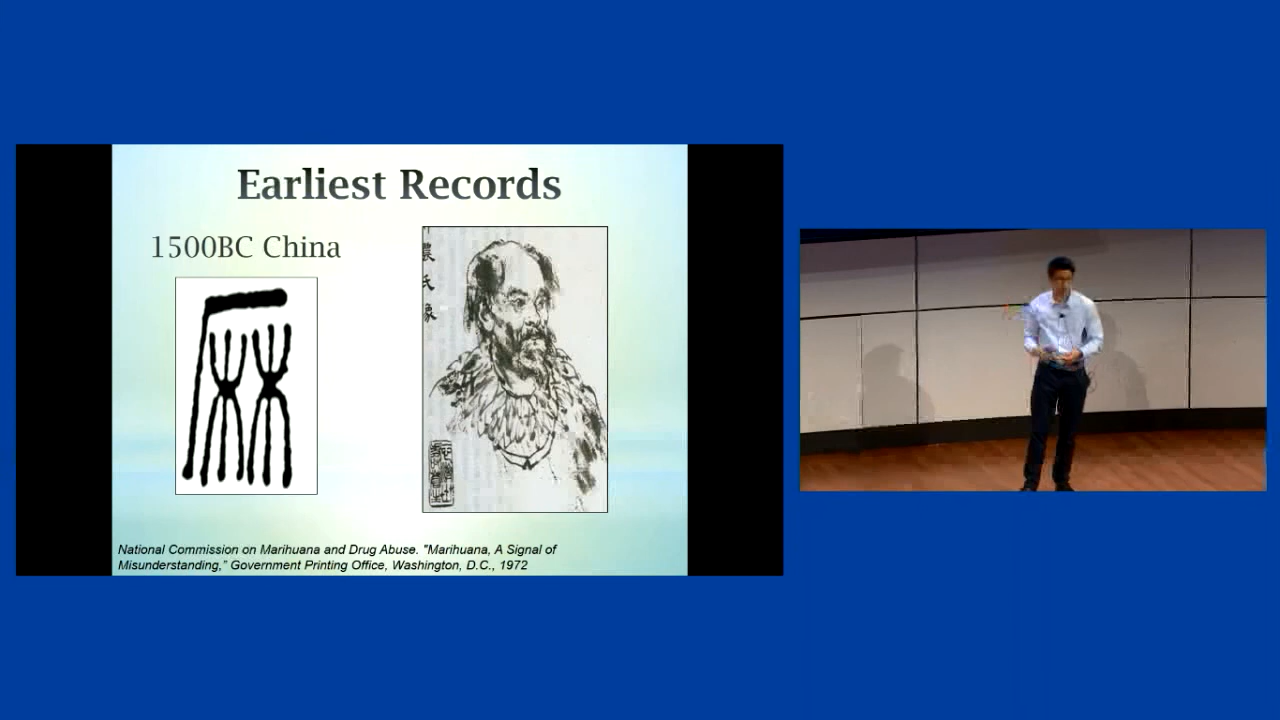 Earliest Records
1500BC China
農
氏
像
National Commission on Marihuana and Drug Abuse. "Marihuana, A Signal of
Misunderstanding," Government Printing Office, Washington, D.C., 1972